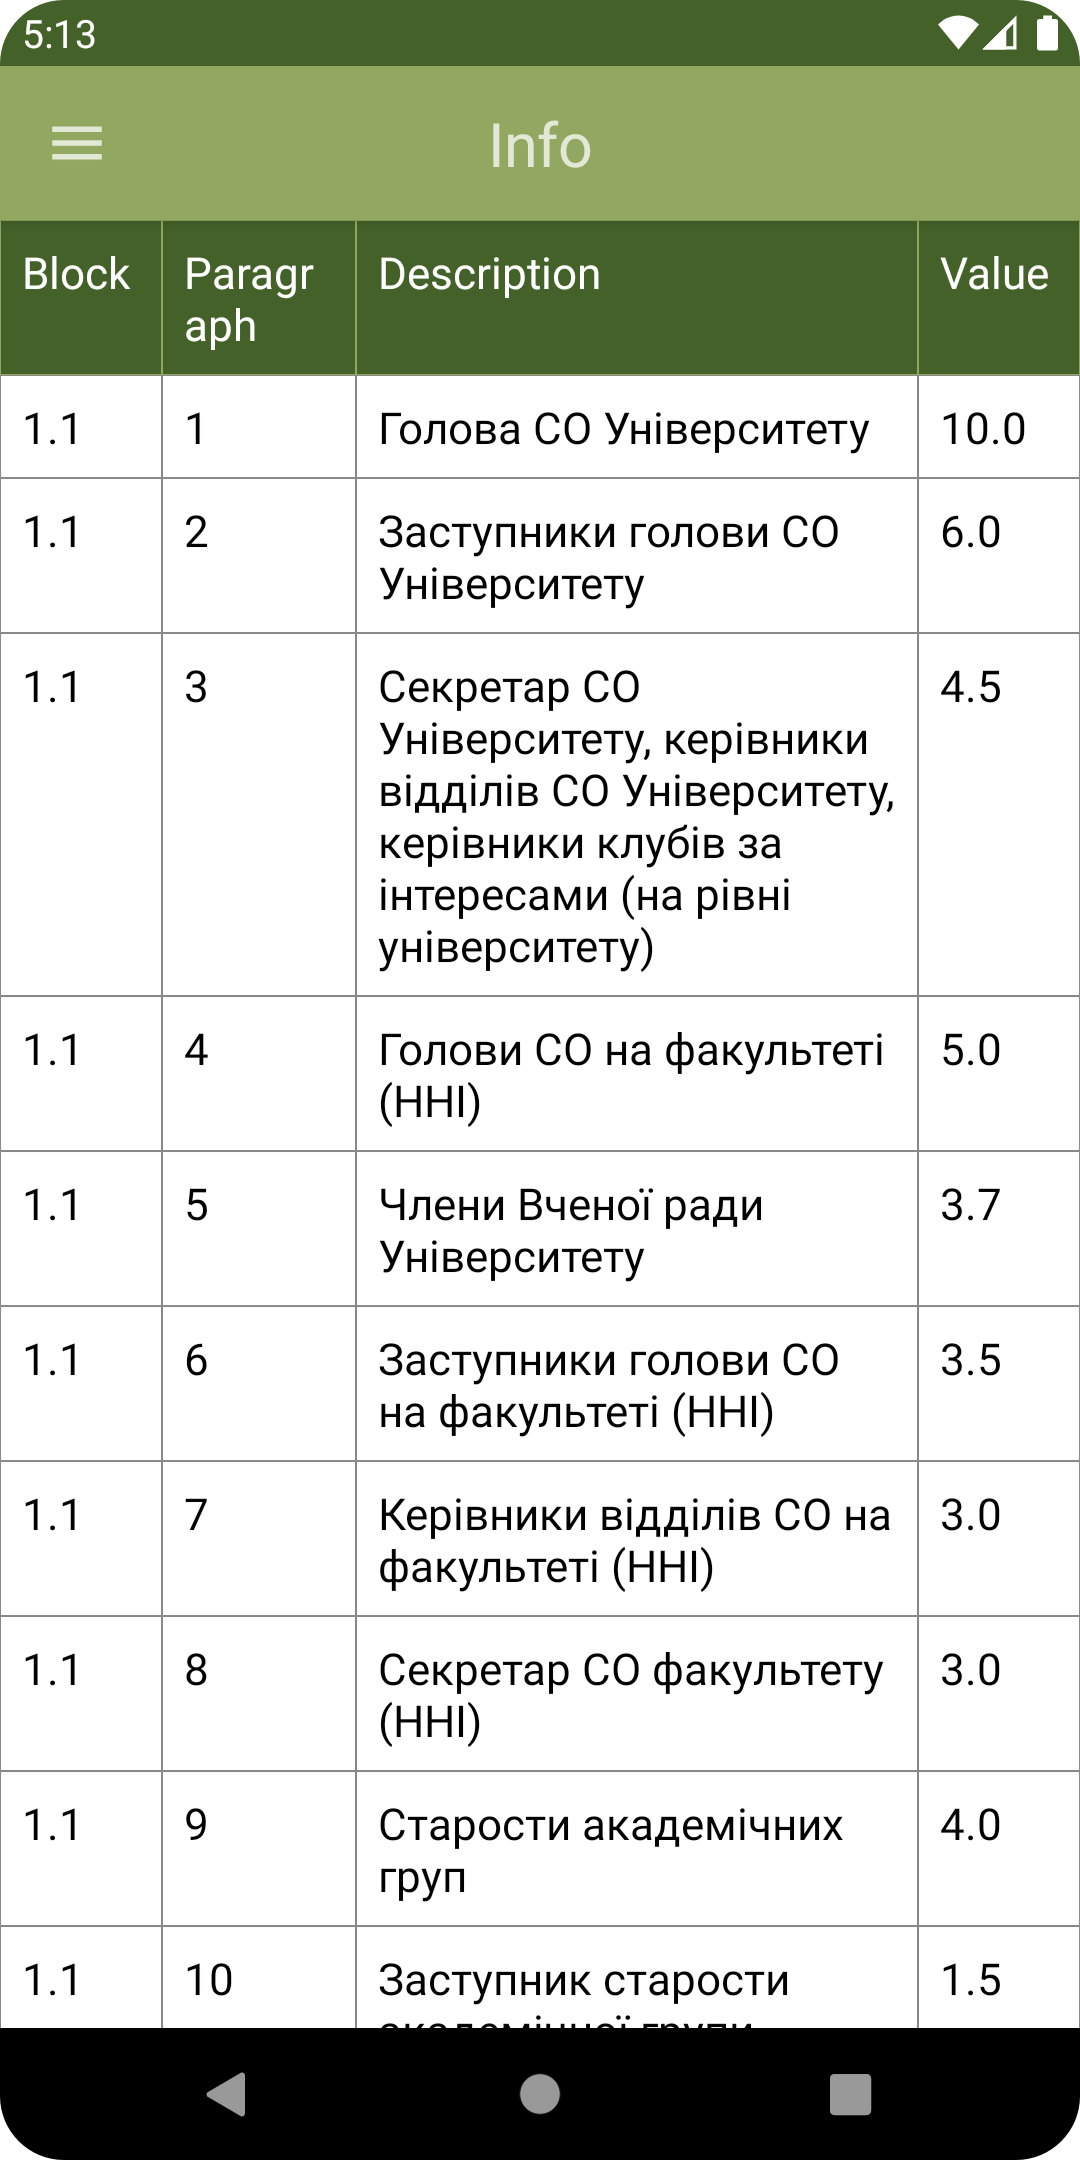 5:13
Info
Block Paragr Description Value
aph
1.1 1 Голова СО Університету 10.0
1.1 2 Заступники голови СО 6.0
Університету
1.1 3 Секретар СО 4.5
Університету, керівники
відділів СО Університету,
керівники клубів за
інтересами (на рівні
університету)
1.1 4 Голови СО на факультеті 5.0
(ННІ)
1.1 5 Члени Вченої ради 3.7
Університету
1.1 6 Заступники голови СО 3.5
на факультеті (ННІ)
1.1 7 Керівники відділів СО на 3.0
факультеті (ННІ)
1.1 8 Секретар СО факультету 3.0
(ННІ)
1.1 9 Старости академічних 4.0
груп
1.1 10 Заступник старости 1.5
академічної групи